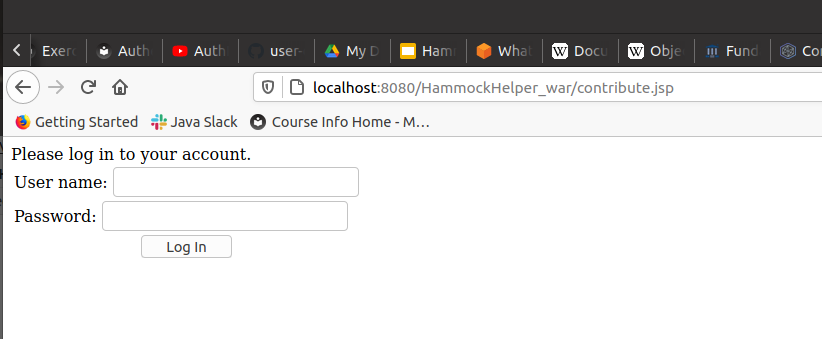 Exerc Auth Auth user- My D Ham What Docu Obje Fund Co
localhost:8080/HammockHelper_war/contribute.jsp
Getting Started Java Slack Course Info Home - M…
Please log in to your account.
User name:
Password:
Log In